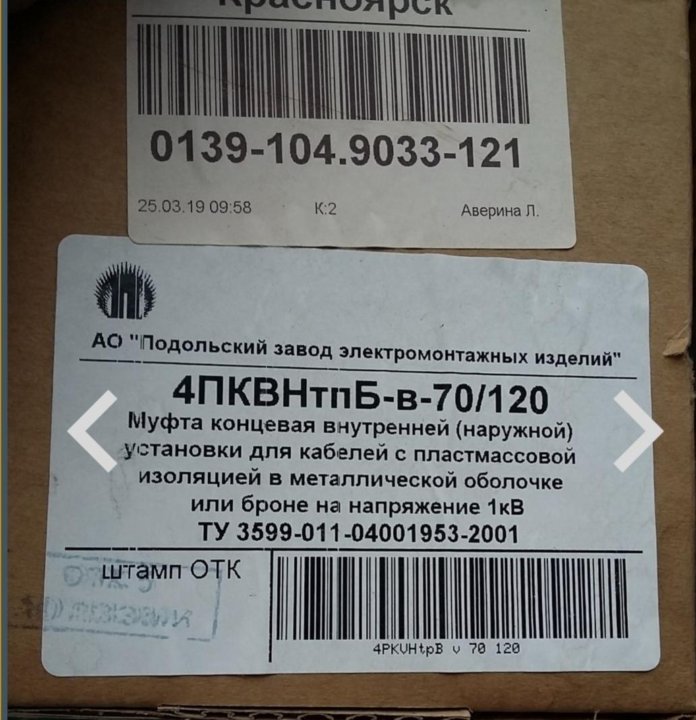 Красноярск
0139-104.9033-121
25.03.19 09:58 К:2 Аверина Л.
АО "Подольский завод электромонтажных изделий"
4ПКВНтпБ-в-70/120
Муфта концевая внутренней (наружной)
установки для кабелей с пластмассовой
изоляцией в металлической оболочке
или броне на напряжение 1кВ
ТУ 3599-011-04001953-2001
штамп ОТК
4PKVHtpB v 70 120